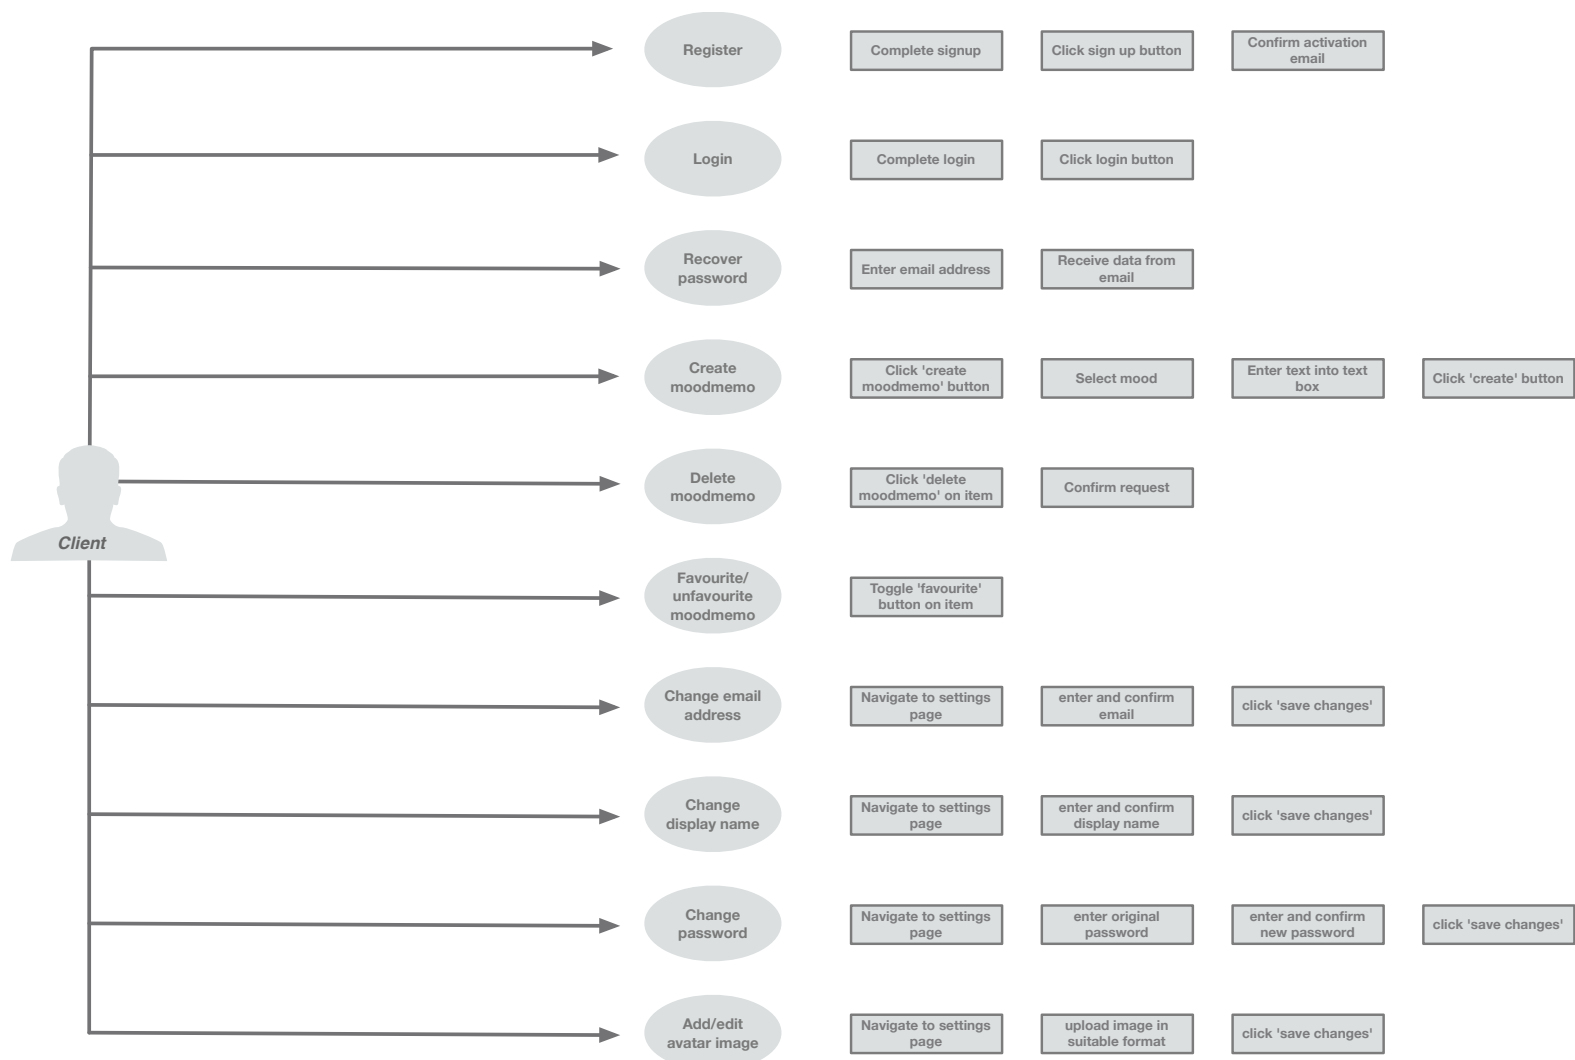 Register
Complete signup
Click sign up button
Confirm activation
email
Login
Complete login
Click login button
Recover
password
Enter email address
Receive data from
email
Create
moodmemo
Click 'create
moodmemo' button
Select mood
Enter text into text
box
Click 'create' button
Client
Delete
moodmemo
Click 'delete
moodmemo' on item
Confirm request
Favourite/
unfavourite
moodmemo
Toggle 'favourite'
button on item
Change email
address
Navigate to settings
page
enter and confirm
email
click 'save changes'
Change
display name
Navigate to settings
page
enter and confirm
display name
click 'save changes'
Change
password
Navigate to settings
page
enter original
password
enter and confirm
new password
click 'save changes'
Add/edit
avatar image
Navigate to settings
page
upload image in
suitable format
click 'save changes'